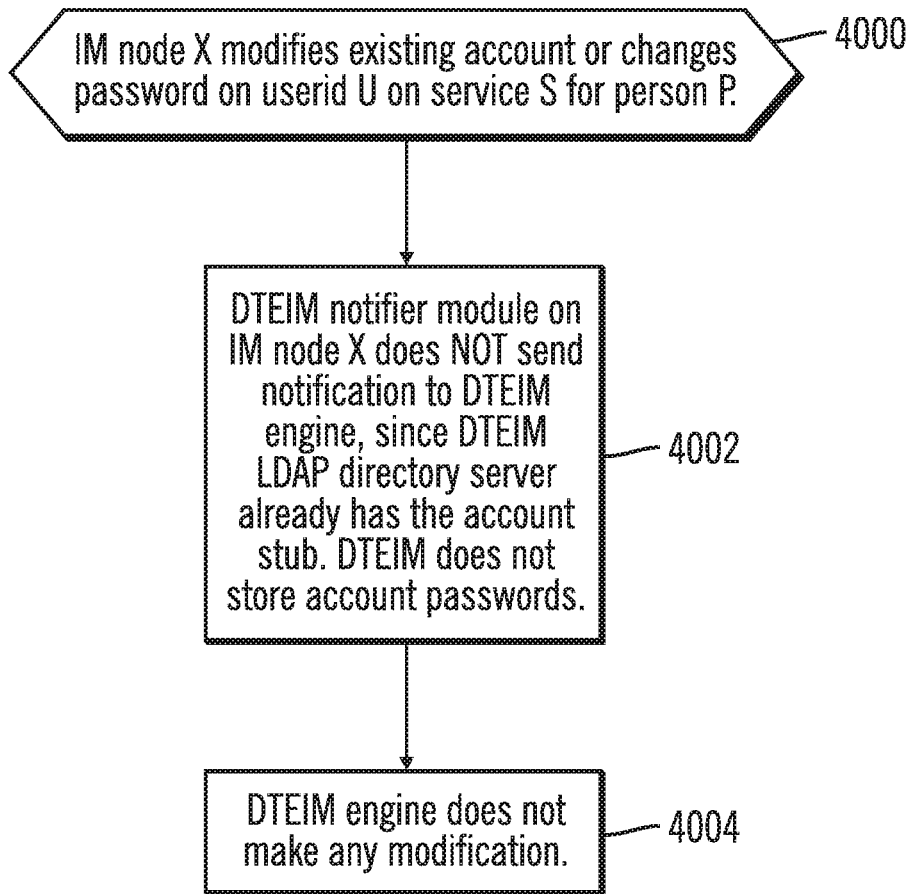 IM node X modifies existing account or changes
password on userid U on service S for person P.
4000
DTEIM notifier module on
IM node X does NOT send
notification to DTEIM
engine, since DTEIM
LDAP directory server
already has the account
stub. DTEIM does not
store account passwords.
4002
DTEIM engine does not
make any modification.
4004